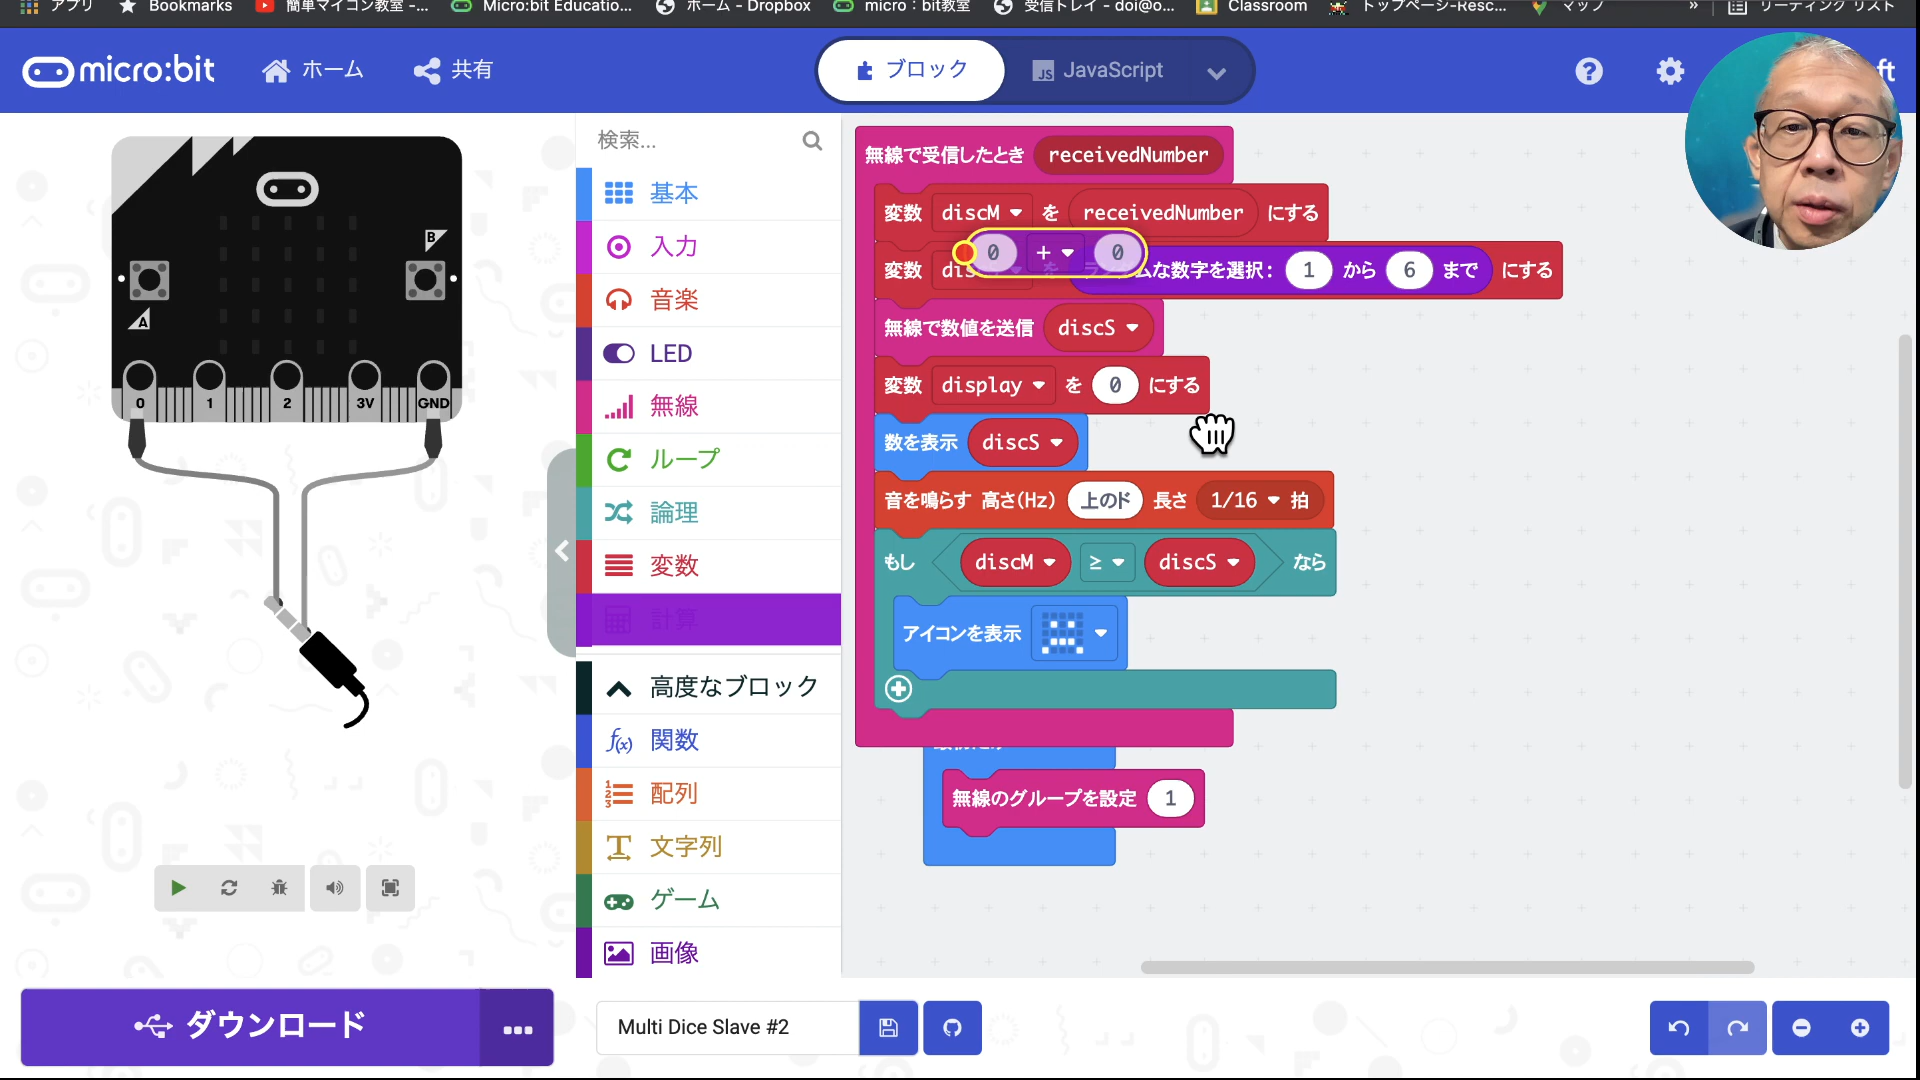 アプリ Bookmarks 簡単マイコン教室 -... Micro:bit Educatio... ホーム - Dropbox micro：bit教室 受信トレイ - doi@o... Classroom トップページ-Resc... マップ » リーディング リスト
micro:bit ホーム 共有 ブロック JS JavaScript ? ft
検索...
基本
入力
音楽
LED
無線
ループ
論理
変数
計算
高度なブロック
f(x) 関数
配列
文字列
ゲーム
画像
B
A
0 1 2 3V GND
無線で受信したとき receivedNumber
変数 discM を receivedNumber にする
0 + 0
変数 な数字を選択： 1 から 6 まで にする
無線で数値を送信 discS
変数 display を 0 にする
数を表示 discS
音を鳴らす 高さ(Hz) 上のド 長さ 1/16 拍
もし discM ≥ discS なら
アイコンを表示
無線のグループを設定 1
ダウンロード ...
Multi Dice Slave #2